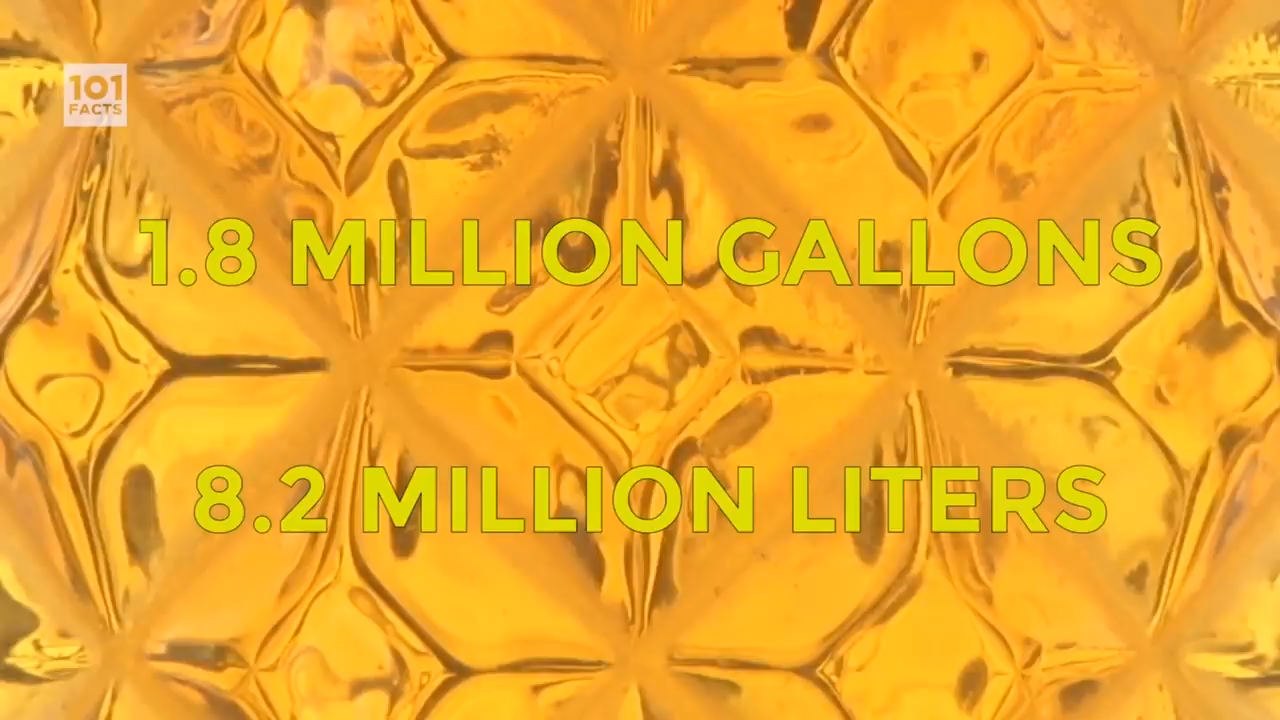 101
FACTS
1.8 MILLION GALLONS
8.2 MILLION LITERS